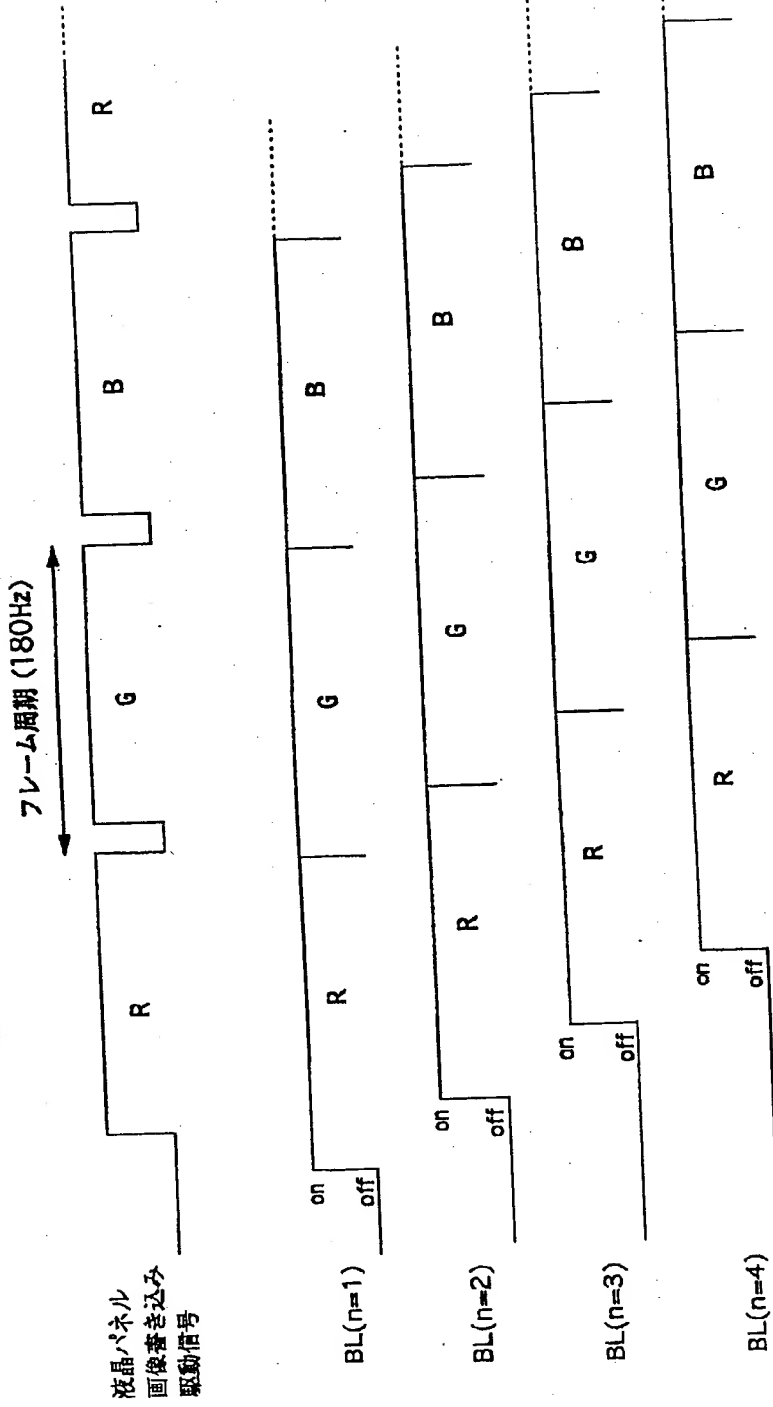 フレーム周期 (180Hz)
液晶パネル
画像書き込み
駆動信号
R
G
B
R
BL(n=1)
on
off
R
G
B
BL(n=2)
on
off
R
G
B
BL(n=3)
on
off
R
G
B
BL(n=4)
on
off
R
G
B